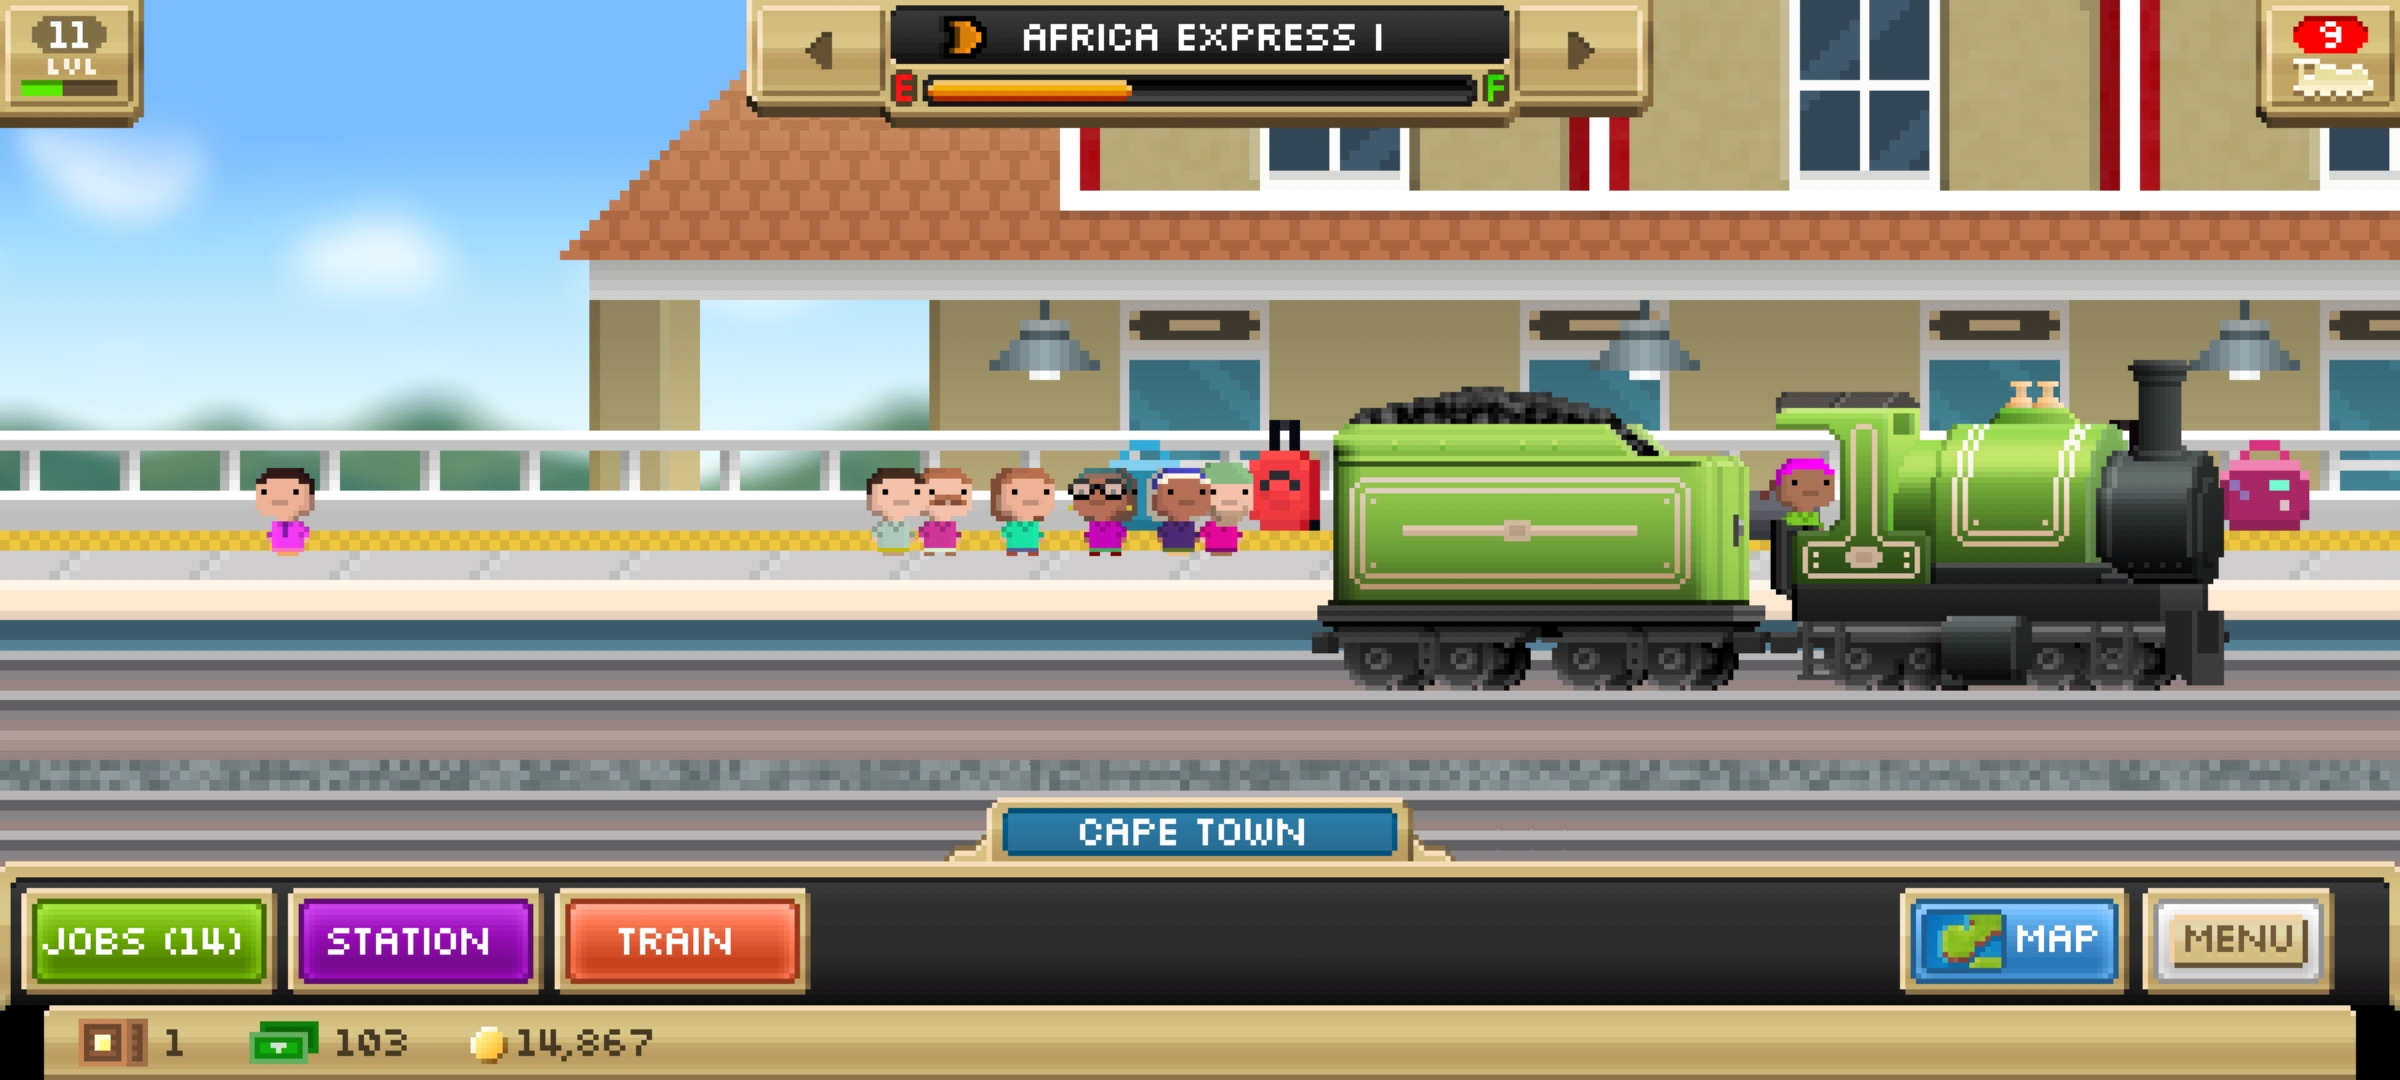 11
LVL
AFRICA EXPRESS I
E
F
9
CAPE TOWN
JOBS (14)
STATION
TRAIN
MAP
MENU
1
103
14,867